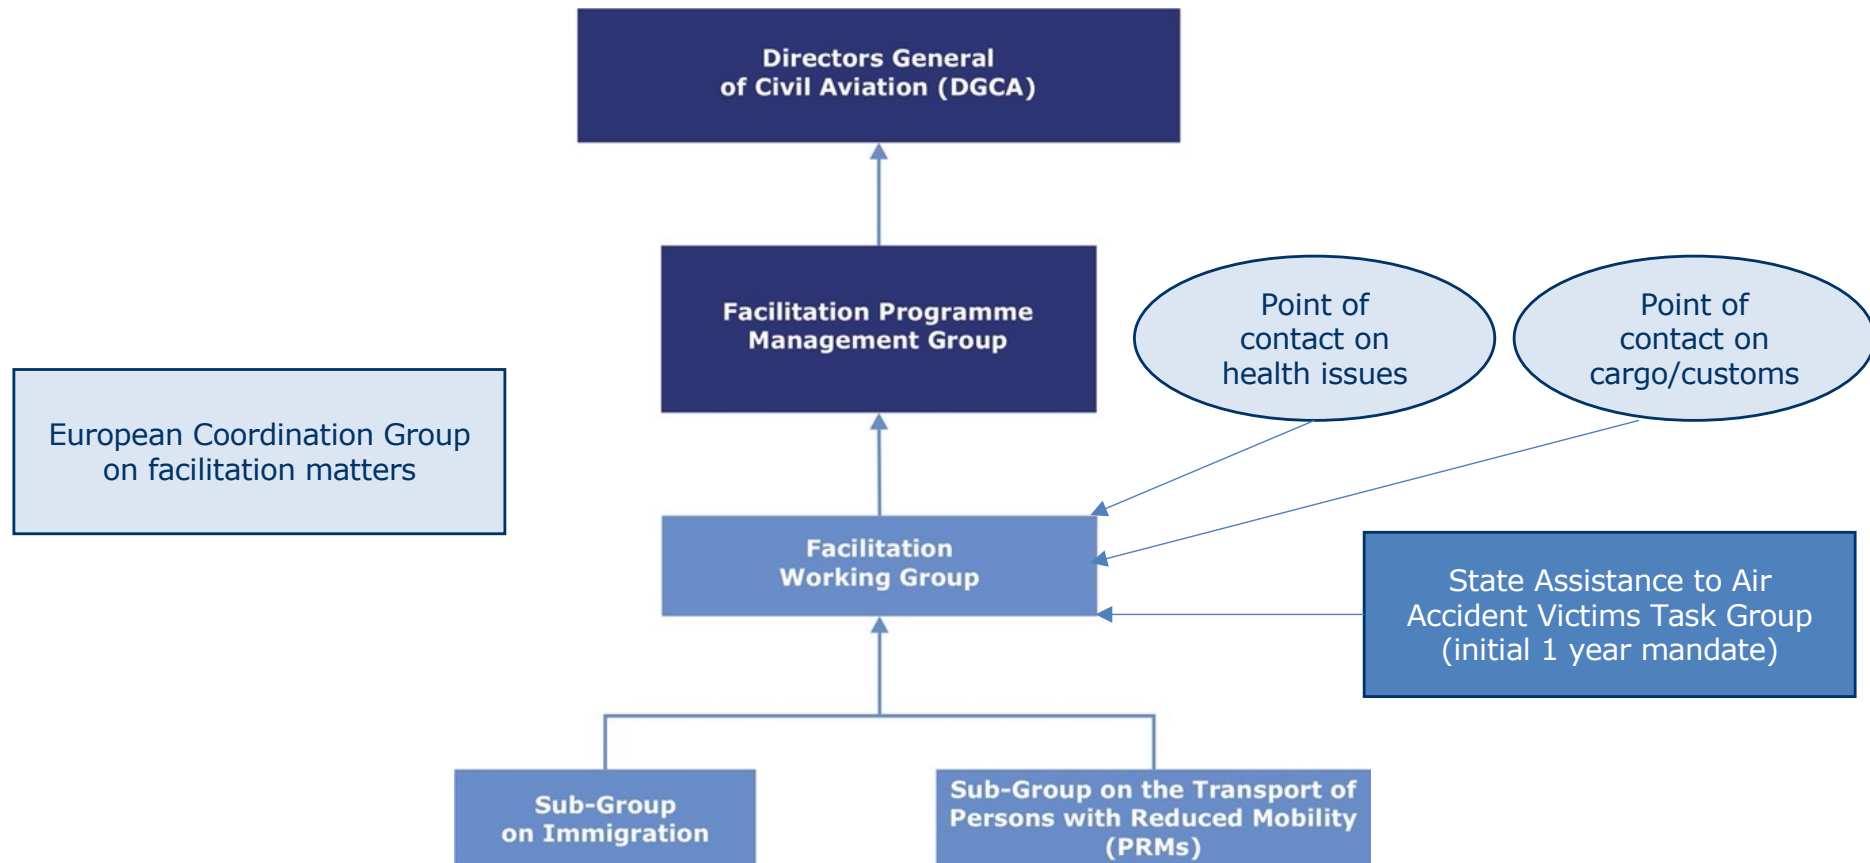 Directors General
of Civil Aviation (DGCA)
Facilitation Programme
Management Group
Point of
contact on
health issues
Point of
contact on
cargo/customs
European Coordination Group
on facilitation matters
Facilitation
Working Group
State Assistance to Air
Accident Victims Task Group
(initial 1 year mandate)
Sub-Group
on Immigration
Sub-Group on the Transport of
Persons with Reduced Mobility
(PRMs)